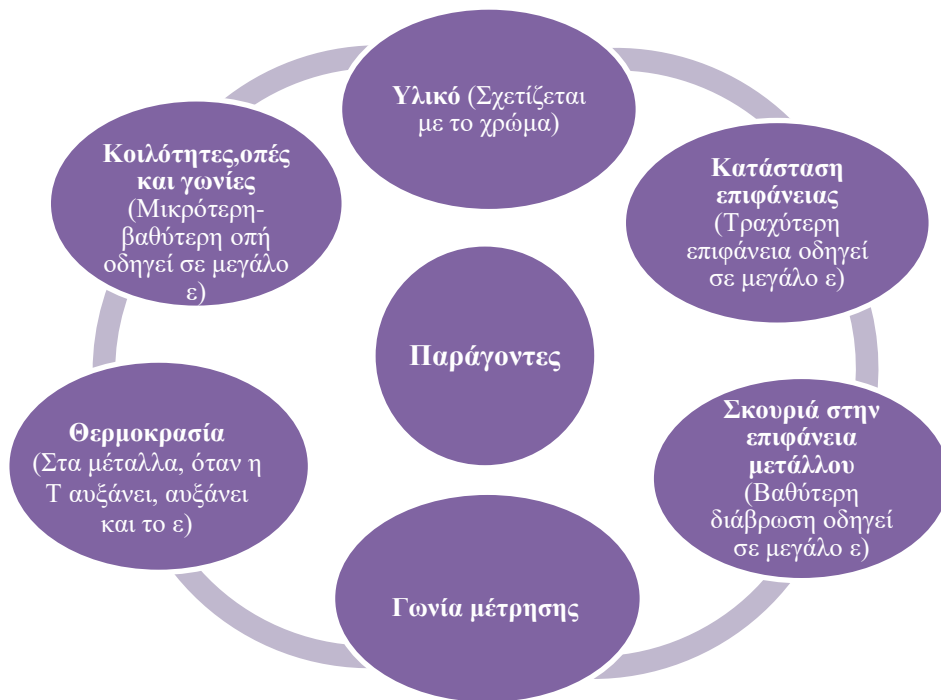 Υλικό (Σχετίζεται
με το χρώμα)
Κατάσταση
επιφάνειας
(Τραχύτερη
επιφάνεια οδηγεί
σε μεγάλο ε)
Σκουριά στην
επιφάνεια
μετάλλου
(Βαθύτερη
διάβρωση οδηγεί
σε μεγάλο ε)
Γωνία μέτρησης
Θερμοκρασία
(Στα μέταλλα, όταν η
Τ αυξάνει, αυξάνει
και το ε)
Κοιλότητες,οπές
και γωνίες
(Μικρότερη-
βαθύτερη οπή
οδηγεί σε μεγάλο
ε)
Παράγοντες